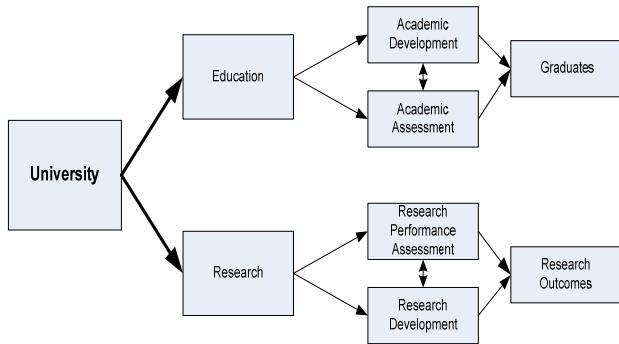 University
Education
Academic
Development
Academic
Assessment
Graduates
Research
Research
Performance
Assessment
Research
Development
Research
Outcomes